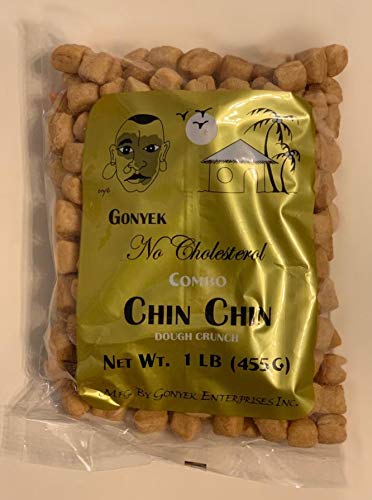 GONYEK
No Cholesterol
COMBO
CHIN CHIN
DOUGH CRUNCH
NET WT. 1 LB (455G)
MFG BY GONYEK ENTERPRISES INC.